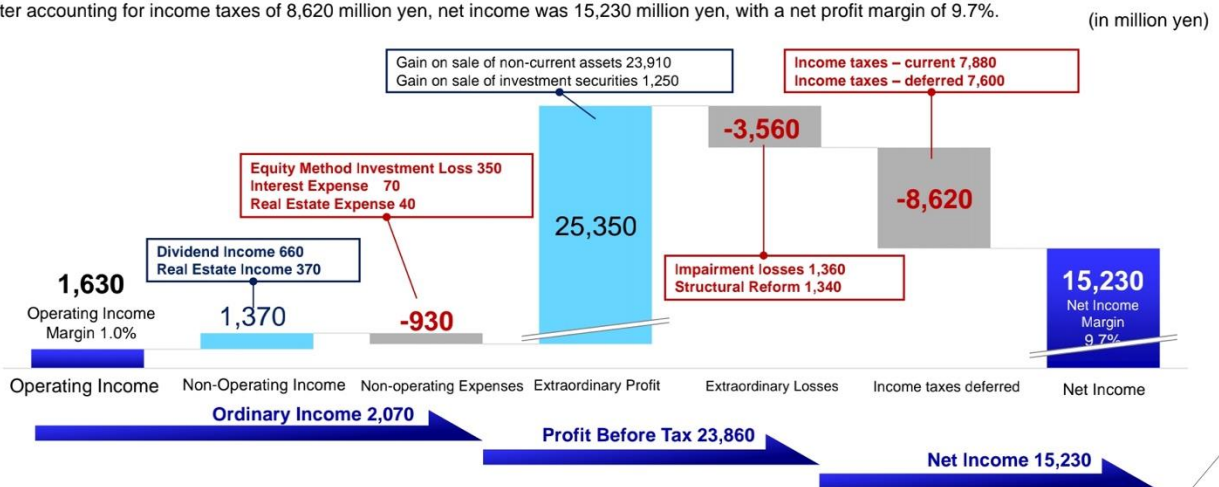 ter accounting for income taxes of 8,620 million yen, net income was 15,230 million yen, with a net profit margin of 9.7%.
(in million yen)
Gain on sale of non-current assets 23,910
Gain on sale of investment securities 1,250
Income taxes – current 7,880
Income taxes – deferred 7,600
-3,560
Equity Method Investment Loss 350
Interest Expense 70
Real Estate Expense 40
-8,620
25,350
Dividend Income 660
Real Estate Income 370
Impairment losses 1,360
Structural Reform 1,340
1,630
Operating Income
Margin 1.0%
1,370
-930
15,230
Net Income
Margin
9.7%
Operating Income
Non-Operating Income
Non-operating Expenses
Extraordinary Profit
Extraordinary Losses
Income taxes deferred
Net Income
Ordinary Income 2,070
Profit Before Tax 23,860
Net Income 15,230